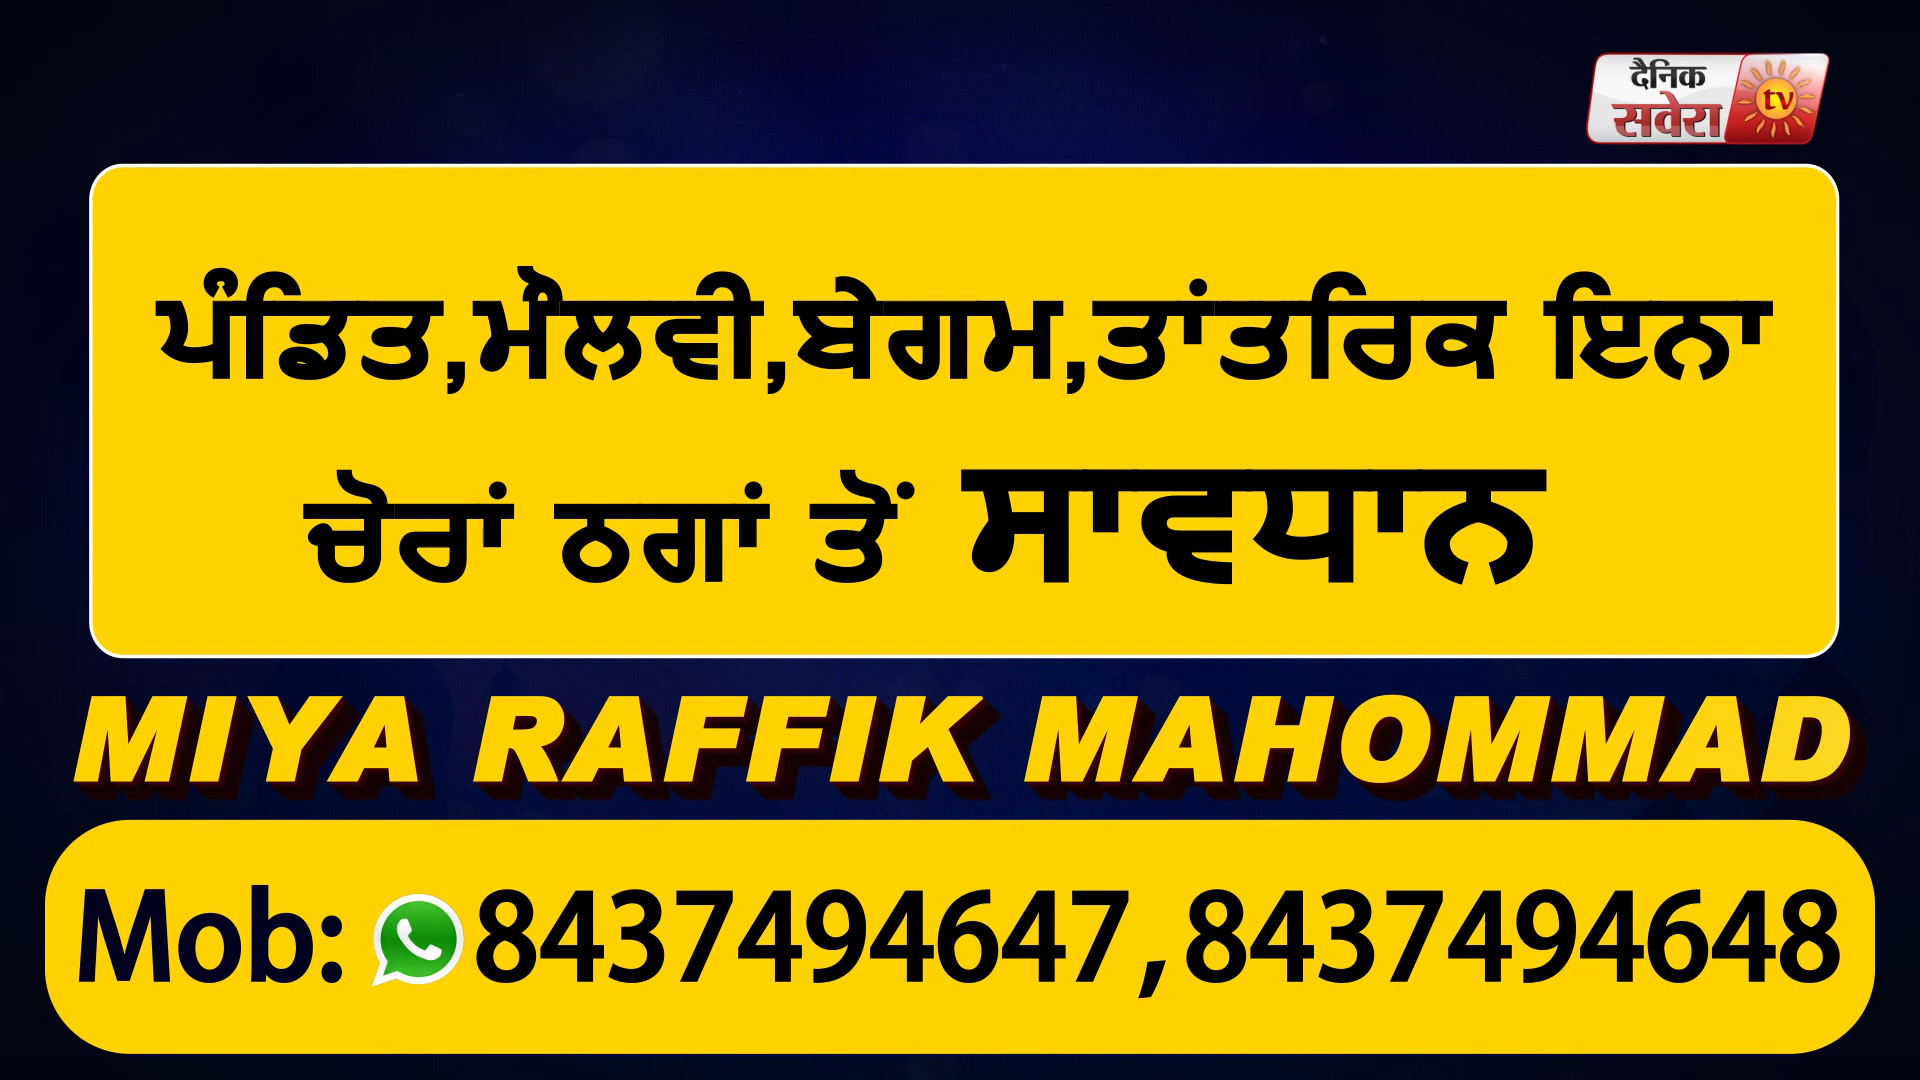 दैनिक
सवेरा tv
ਪੰਡਿਤ,ਮੌਲਵੀ,ਬੇਗਮ,ਤਾਂਤਰਿਕ ਇਨਾ
ਚੋਰਾਂ ਠਗਾਂ ਤੋਂ ਸਾਵਧਾਨ
MIYA RAFFIK MAHOMMAD
Mob: 8437494647,8437494648